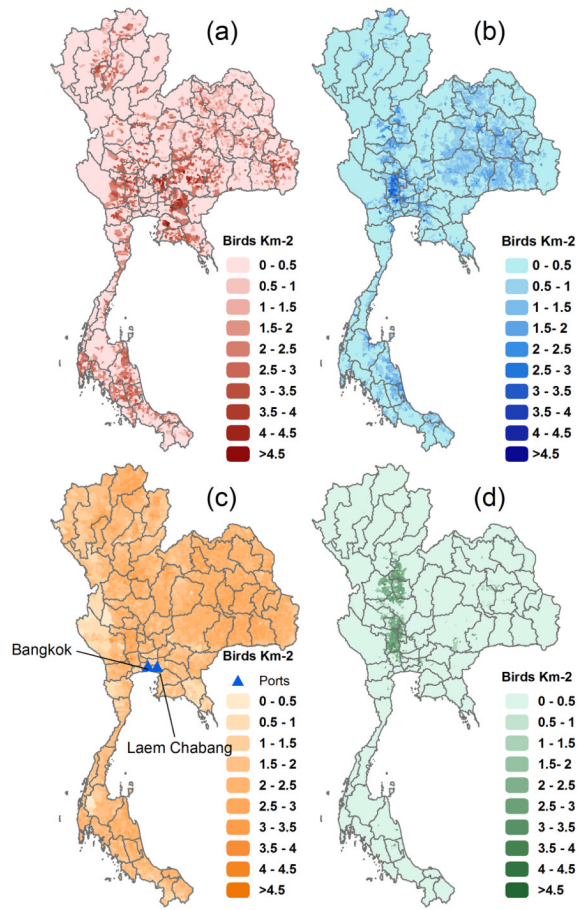 (a)
Birds Km-2
0 - 0.5
0.5 - 1
1 - 1.5
1.5- 2
2 - 2.5
2.5 - 3
3 - 3.5
3.5 - 4
4 - 4.5
>4.5
(b)
Birds Km-2
0 - 0.5
0.5 - 1
1 - 1.5
1.5- 2
2 - 2.5
2.5 - 3
3 - 3.5
3.5 - 4
4 - 4.5
>4.5
(c)
Bangkok
Laem Chabang
Birds Km-2
Ports
0 - 0.5
0.5 - 1
1 - 1.5
1.5 - 2
2 - 2.5
2.5 - 3
3 - 3.5
3.5 - 4
4 - 4.5
>4.5
(d)
Birds Km-2
0 - 0.5
0.5 - 1
1 - 1.5
1.5- 2
2 - 2.5
2.5 - 3
3 - 3.5
3.5 - 4
4 - 4.5
>4.5